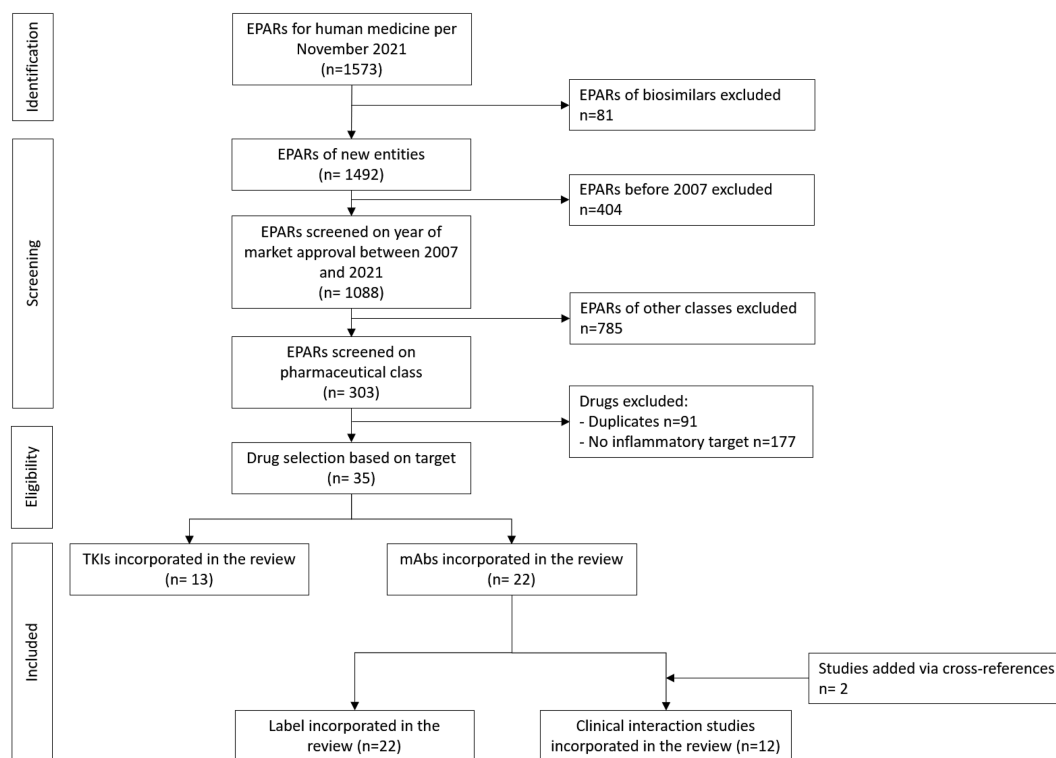 Identification
EPARs for human medicine per
November 2021
(n=1573)
EPARs of biosimilars excluded
n=81
Screening
EPARs of new entities
(n= 1492)
EPARs before 2007 excluded
n=404
EPARs screened on year of
market approval between 2007
and 2021
(n= 1088)
EPARs of other classes excluded
n=785
EPARs screened on
pharmaceutical class
(n= 303)
Drugs excluded:
- Duplicates n=91
- No inflammatory target n=177
Eligibility
Drug selection based on target
(n= 35)
Included
TKIs incorporated in the review
(n= 13)
mAbs incorporated in the review
(n= 22)
Studies added via cross-references
n= 2
Label incorporated in the
review (n=22)
Clinical interaction studies
incorporated in the review (n=12)